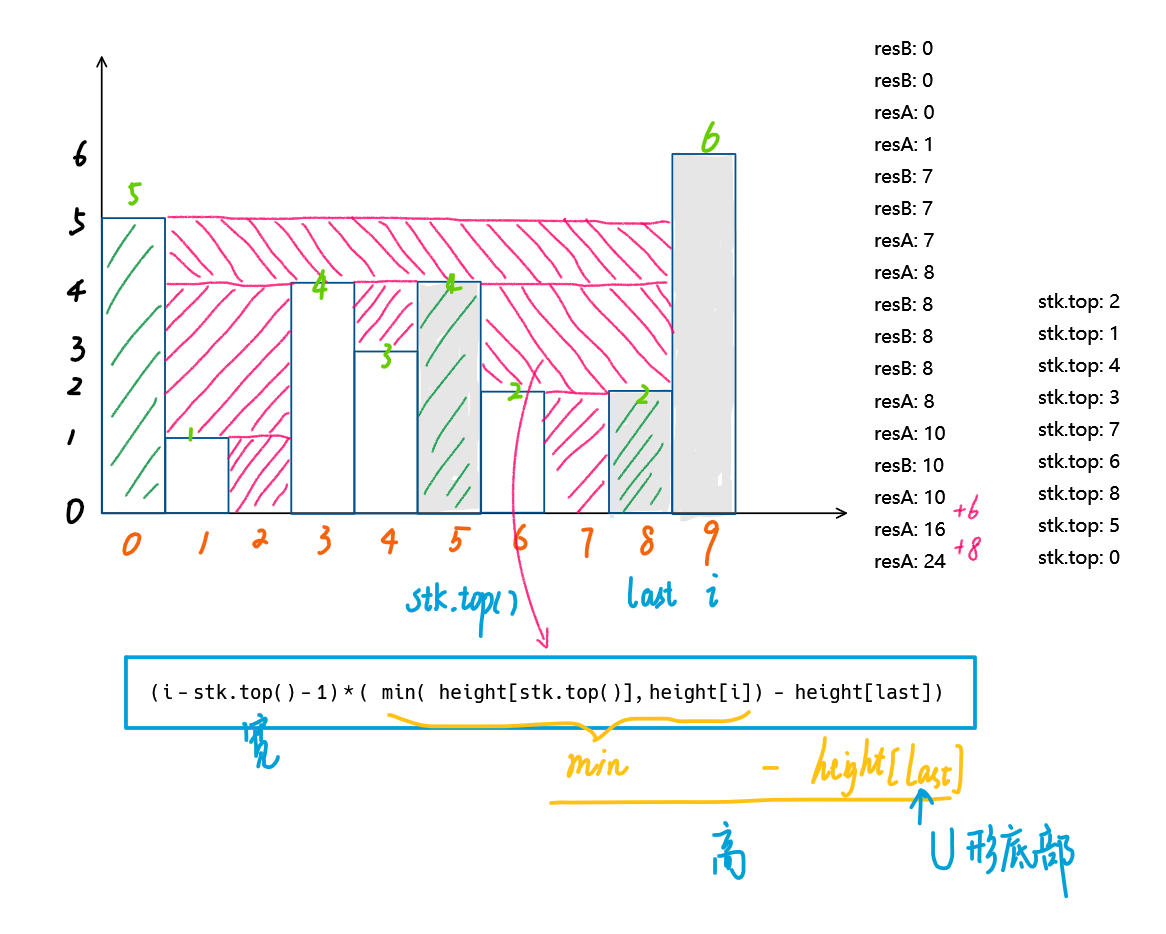 6
5
4
3
2
1
0
5
1
4
3
4
2
2
6
0 1 2 3 4 5 6 7 8 9
stk.top() last i
resB: 0
resB: 0
resA: 0
resA: 1
resB: 7
resB: 7
resA: 7
resA: 8
resB: 8
resB: 8
resB: 8
resA: 8
resA: 10
resB: 10
resA: 10
+6
resA: 16
+8
resA: 24
stk.top: 2
stk.top: 1
stk.top: 4
stk.top: 3
stk.top: 7
stk.top: 6
stk.top: 8
stk.top: 5
stk.top: 0
(i-stk.top()-1)*( min( height[stk.top()],height[i]) - height[last])
宽
min - height[last]
高
U形底部